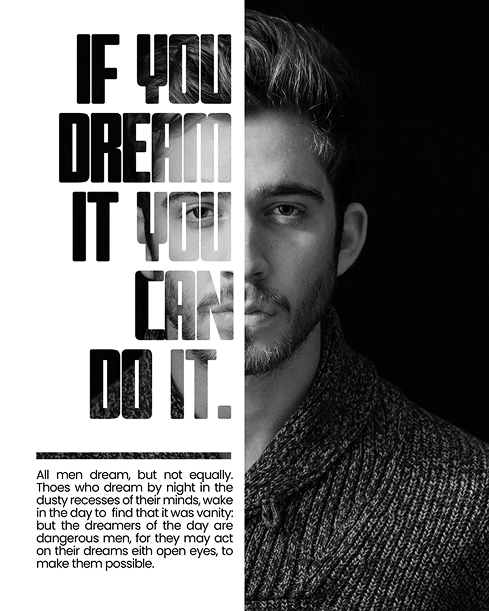 IF YOU
DREAM
IT YOU
CAN
DO IT.
All men dream, but not equally.
Thoes who dream by night in the
dusty recesses of their minds, wake
in the day to find that it was vanity:
but the dreamers of the day are
dangerous men, for they may act
on their dreams eith open eyes, to
make them possible.